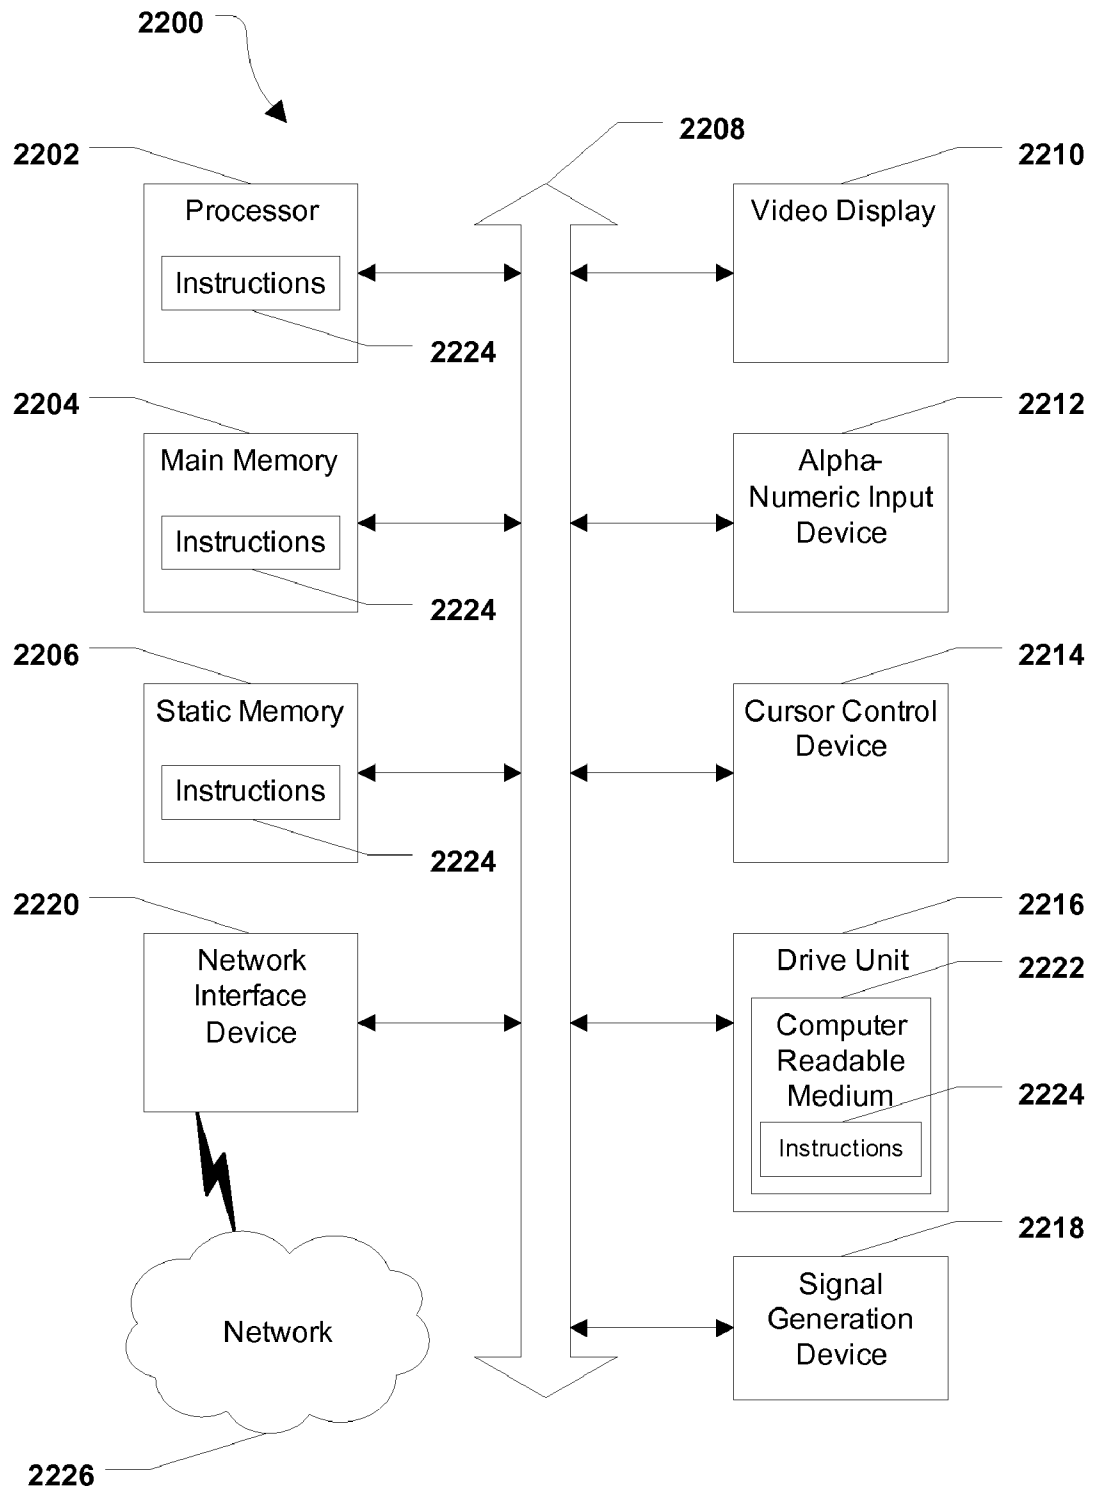 2200
2208
2202
2210
Processor
Instructions
2224
Video Display
2204
2212
Main Memory
Instructions
2224
Alpha-
Numeric Input
Device
2206
2214
Static Memory
Instructions
2224
Cursor Control
Device
2220
2216
Network
Interface
Device
Drive Unit
2222
Computer
Readable
Medium
2224
Instructions
2218
Signal
Generation
Device
Network
2226